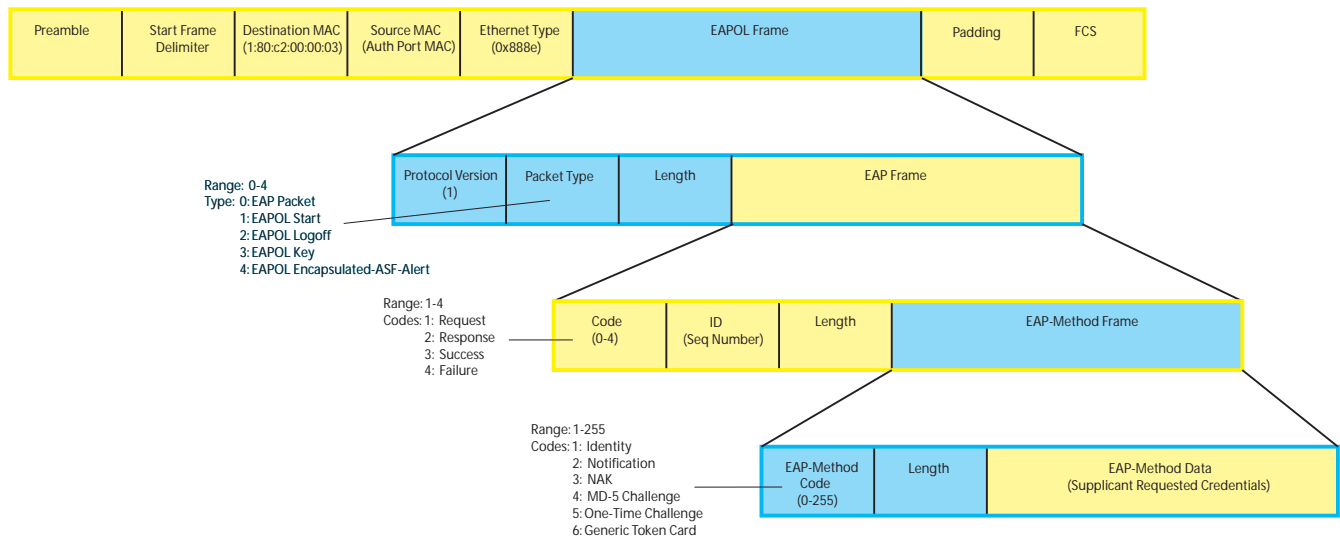 Preamble
Start Frame
Delimiter
Destination MAC
(1:80:c2:00:00:03)
Source MAC
(Auth Port MAC)
Ethernet Type
(0x888e)
EAPOL Frame
Padding
FCS
Protocol Version
(1)
Packet Type
Length
EAP Frame
Range: 0-4
Type: 0: EAP Packet
1: EAPOL Start
2: EAPOL Logoff
3: EAPOL Key
4: EAPOL Encapsulated-ASF-Alert
Code
(0-4)
ID
(Seq Number)
Length
EAP-Method Frame
Range: 1-4
Codes: 1: Request
2: Response
3: Success
4: Failure
EAP-Method
Code
(0-255)
Length
EAP-Method Data
(Supplicant Requested Credentials)
Range: 1-255
Codes: 1: Identity
2: Notification
3: NAK
4: MD-5 Challenge
5: One-Time Challenge
6: Generic Token Card